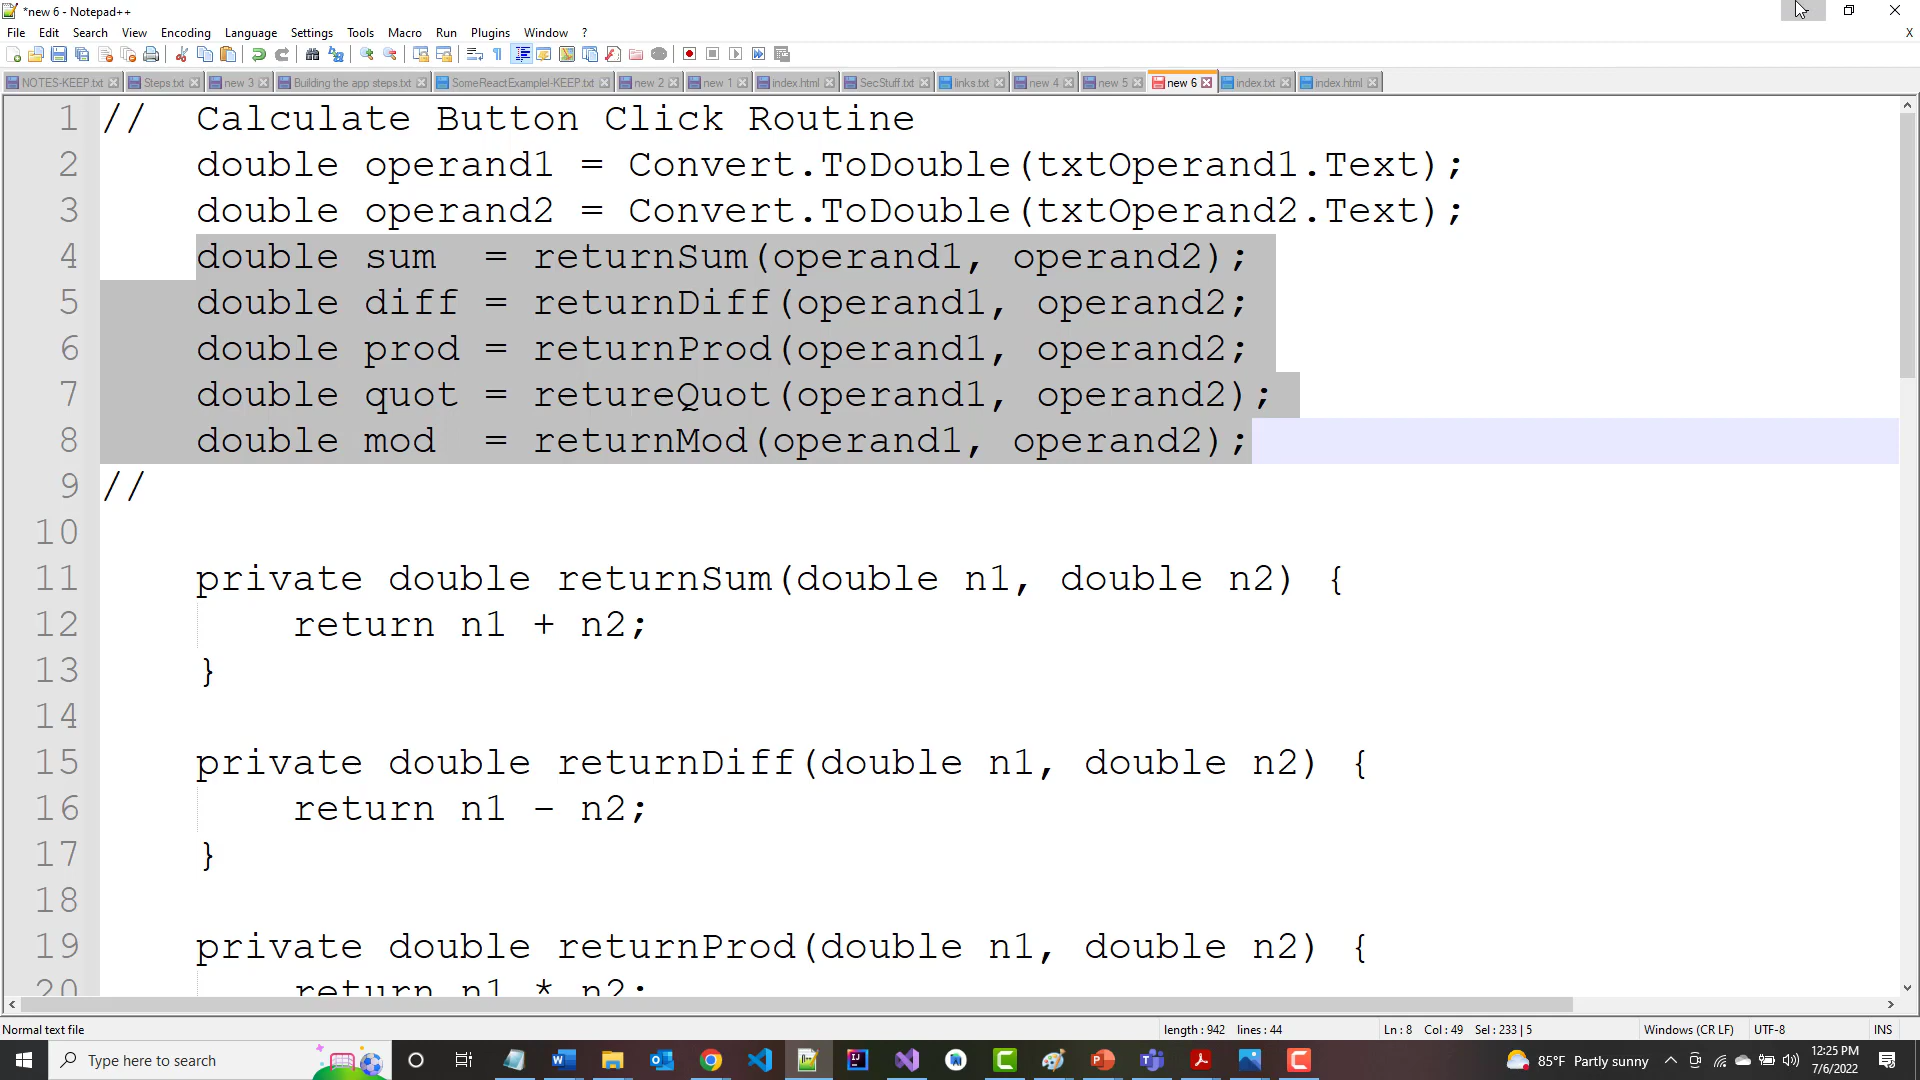 *new 6 - Notepad++
File Edit Search View Encoding Language Settings Tools Macro Run Plugins Window ? X
NOTES-KEEP.txt Steps.txt new 3 Building the app steps.txt SomeReactExampleI-KEEP.txt new 2 new 1 index.html SecStuff.txt links.txt new 4 new 5 new 6 index.txt index.html
1 // Calculate Button Click Routine
2 double operand1 = Convert.ToDouble(txtOperand1.Text);
3 double operand2 = Convert.ToDouble(txtOperand2.Text);
4 double sum = returnSum(operand1, operand2);
5 double diff = returnDiff(operand1, operand2;
6 double prod = returnProd(operand1, operand2;
7 double quot = retureQuot(operand1, operand2);
8 double mod = returnMod(operand1, operand2);
9 //
10
11 private double returnSum(double n1, double n2) {
12 return n1 + n2;
13 }
14
15 private double returnDiff(double n1, double n2) {
16 return n1 - n2;
17 }
18
19 private double returnProd(double n1, double n2) {
20 return n1 * n2;
Normal text file length : 942 lines : 44 Ln : 8 Col : 49 Sel : 233 | 5 Windows (CR LF) UTF-8 INS
Type here to search 85°F Partly sunny 12:25 PM
7/6/2022